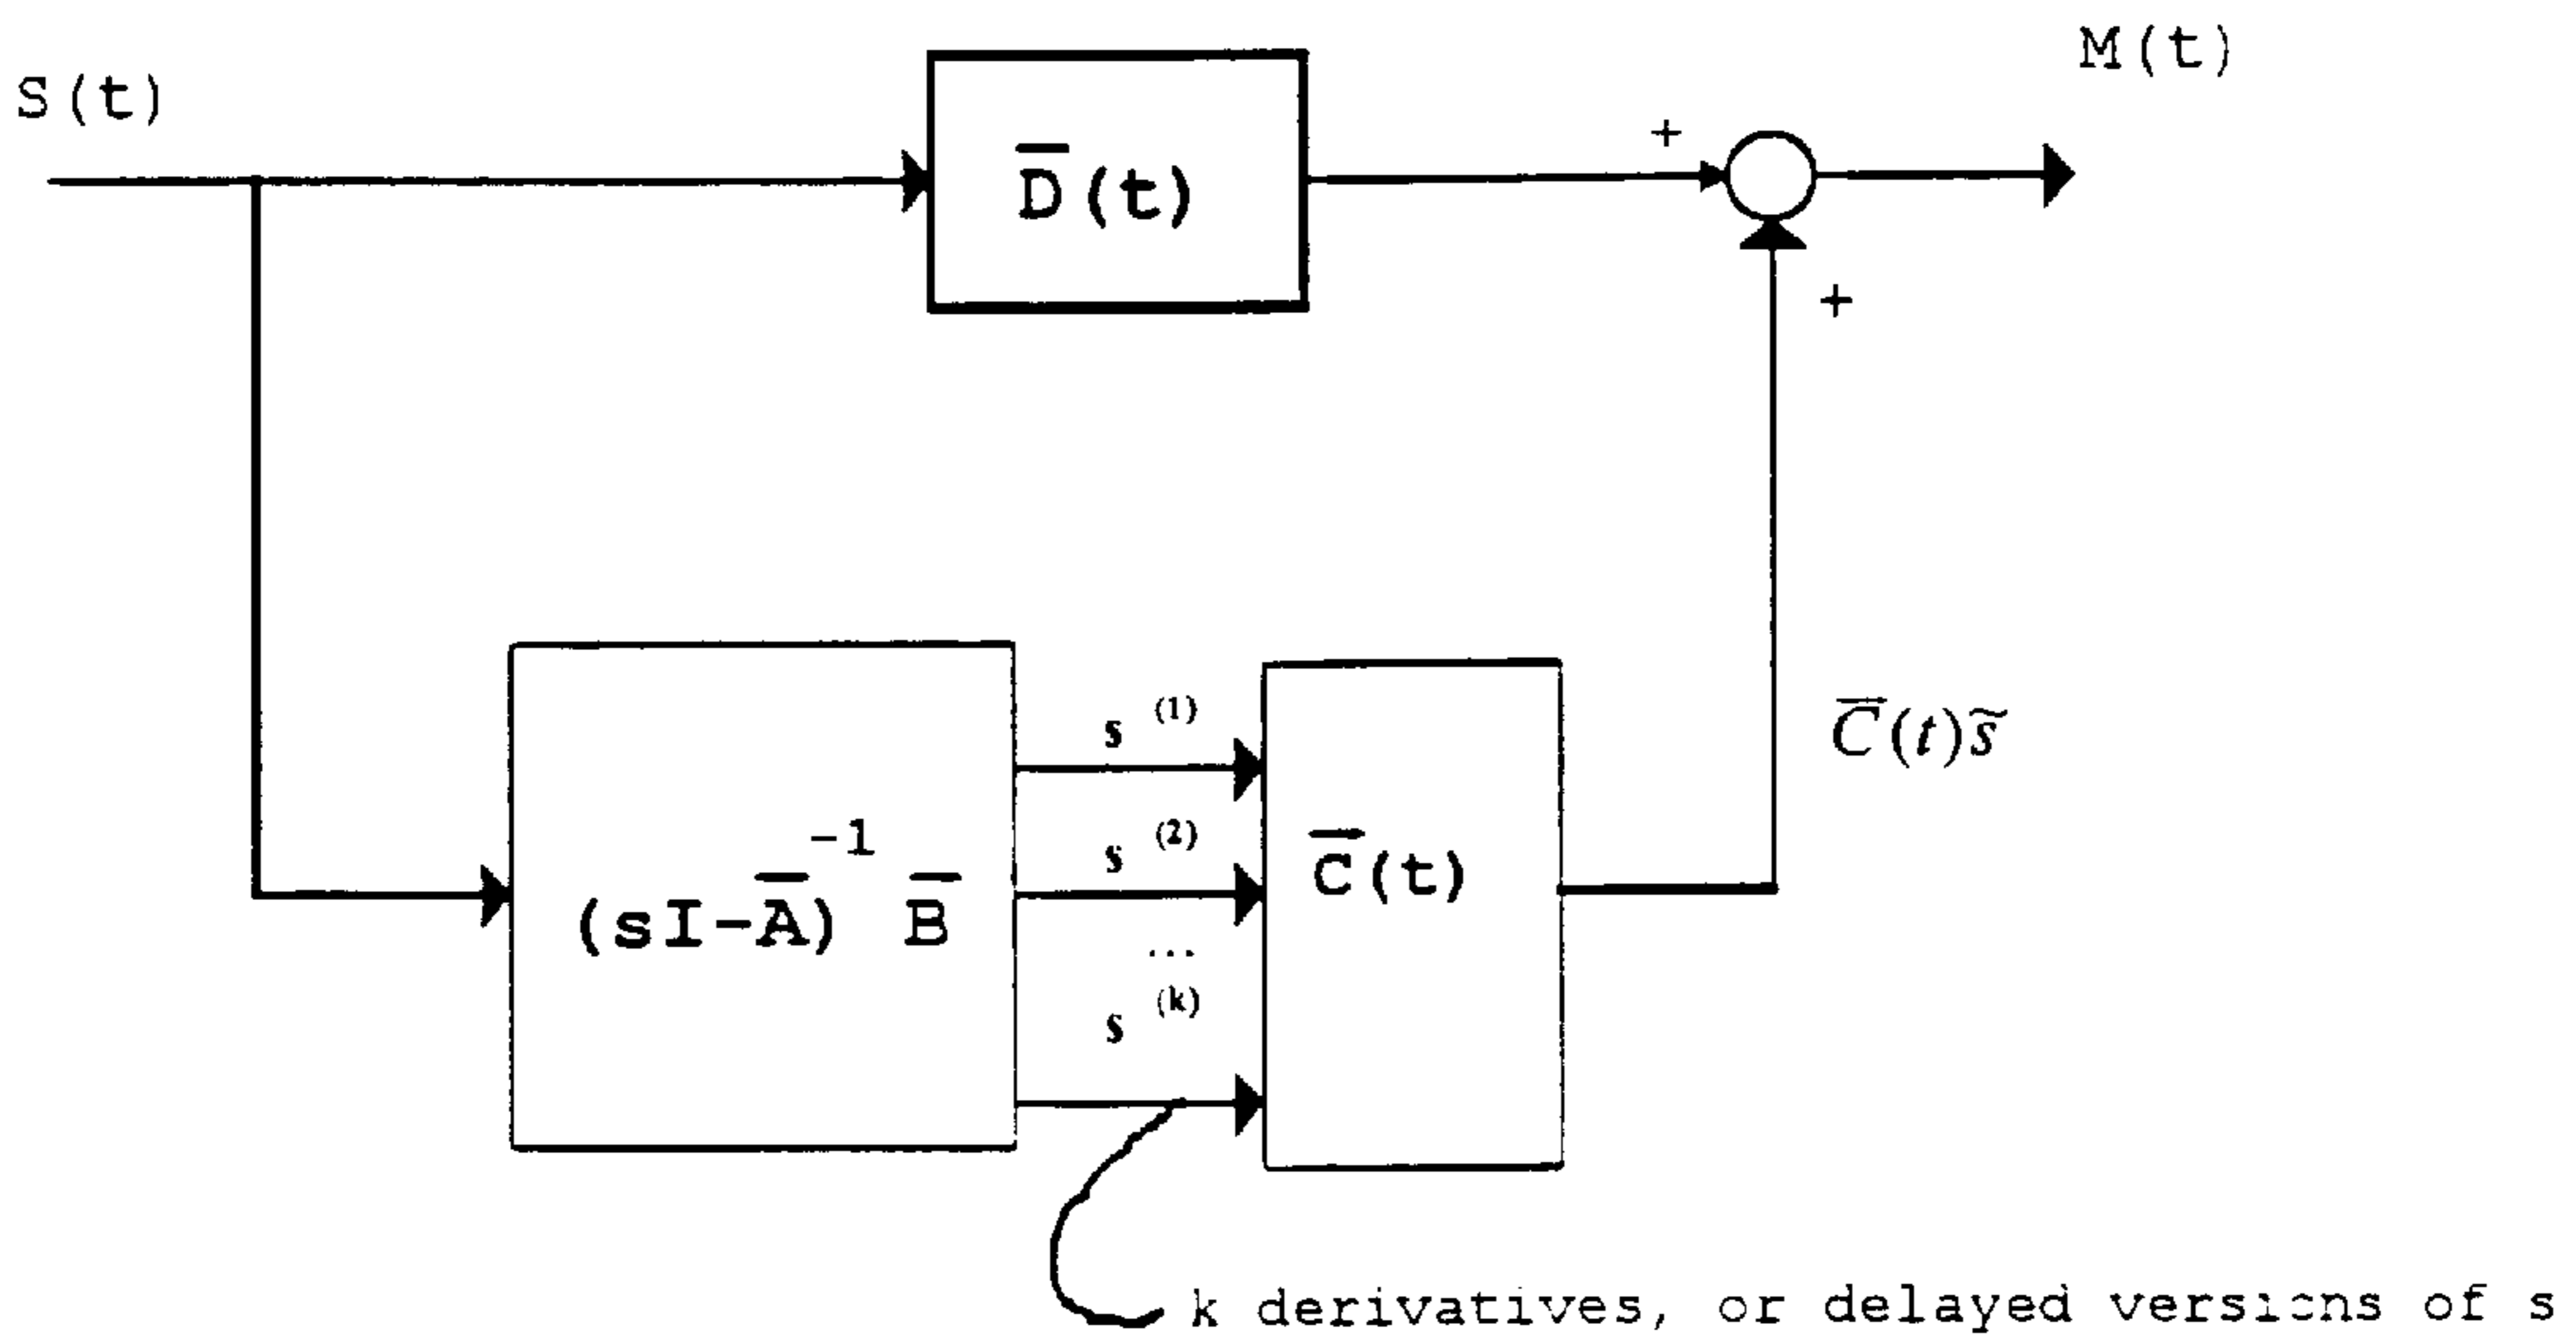 S(t)
M(t)
D̅(t)
+
+
s (1)
s (2)
...
s (k)
(sI-A̅)⁻¹ B̅
C̅(t)
C̅(t)s̃
k derivatives, or delayed versions of s